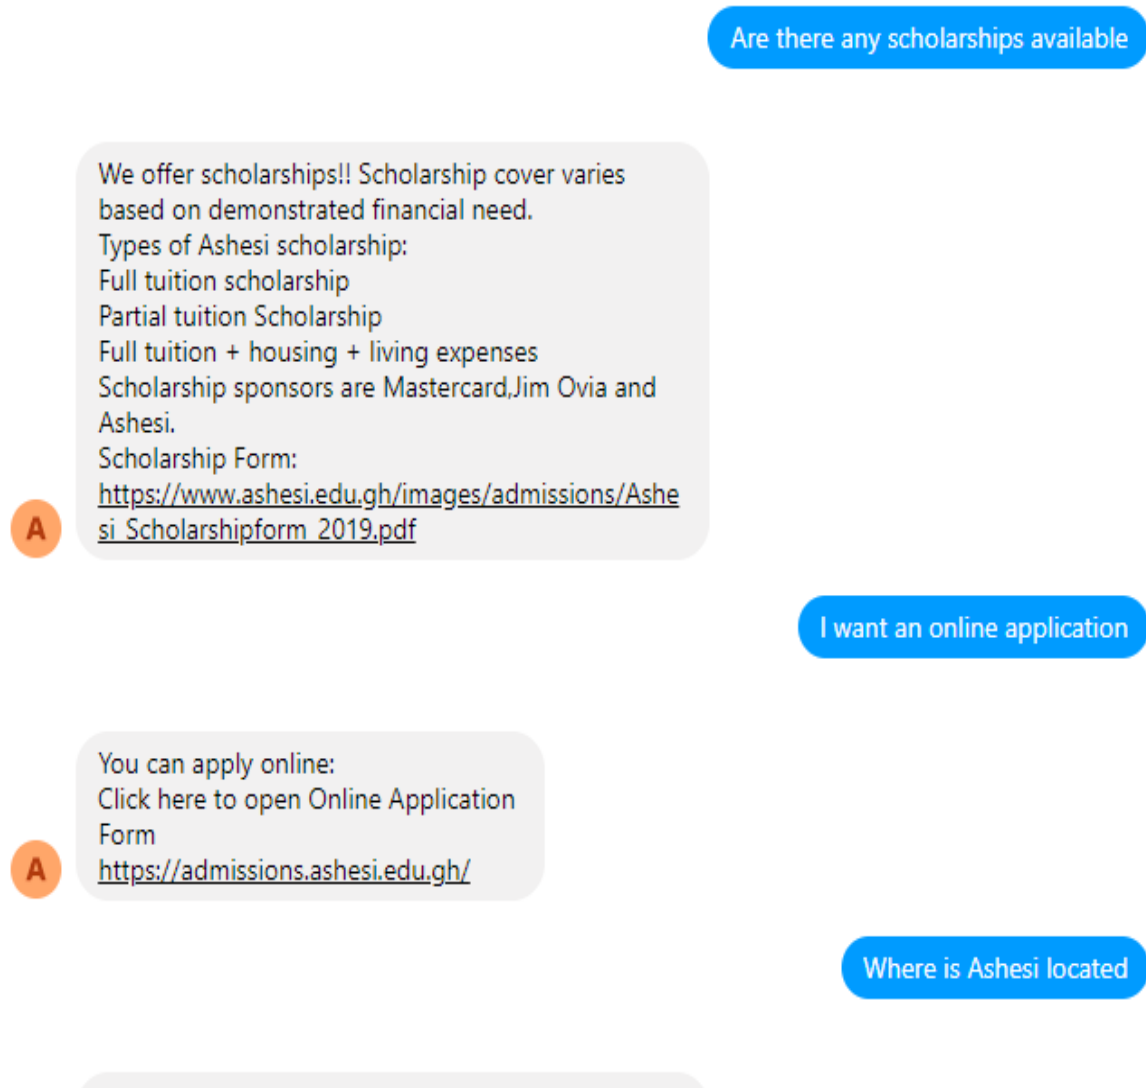 Are there any scholarships available
We offer scholarships!! Scholarship cover varies
based on demonstrated financial need.
Types of Ashesi scholarship:
Full tuition scholarship
Partial tuition Scholarship
Full tuition + housing + living expenses
Scholarship sponsors are Mastercard,Jim Ovia and
Ashesi.
Scholarship Form:
https://www.ashesi.edu.gh/images/admissions/Ashe
si_Scholarshipform_2019.pdf
A
I want an online application
You can apply online:
Click here to open Online Application
Form
https://admissions.ashesi.edu.gh/
A
Where is Ashesi located